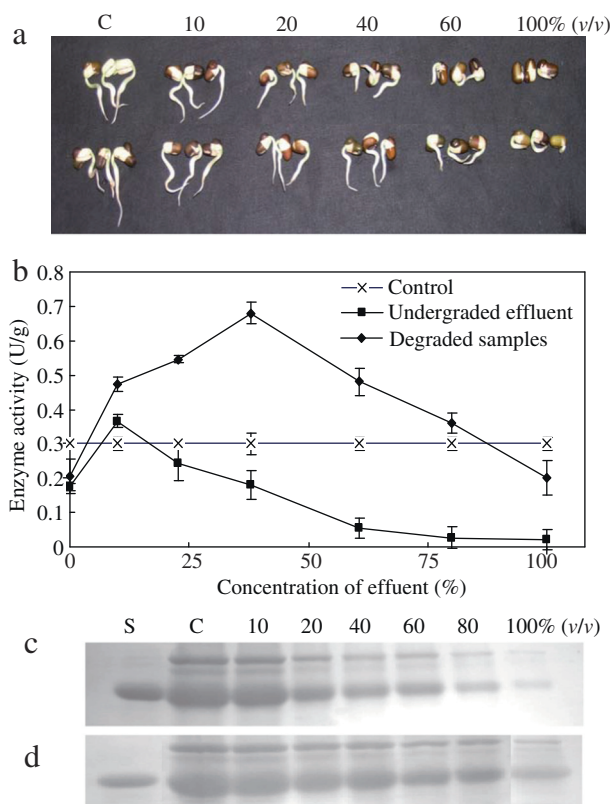 a
C 10 20 40 60 100% (v/v)
b
0.8
0.7
0.6
0.5
0.4
0.3
0.2
0.1
0
Enzyme activity (U/g)
Control
Undergraded effluent
Degraded samples
0 25 50 75 100
Concentration of effuent (%)
S C 10 20 40 60 80 100% (v/v)
c
d